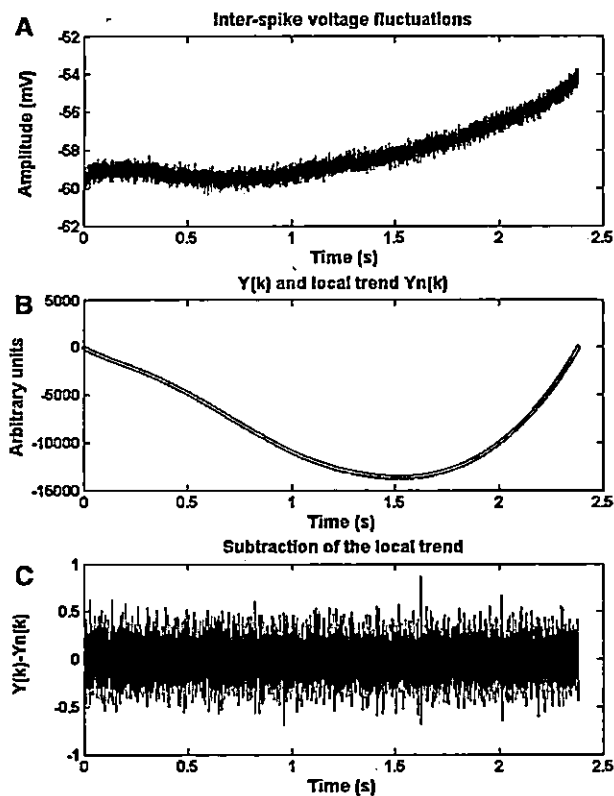 A
Inter-spike voltage fluctuations
Amplitude (mV)
-52
-54
-56
-58
-60
-62
0
0.5
1
1.5
2
2.5
Time (s)
B
Y(k) and local trend Yn(k)
Arbitrary units
5000
0
-5000
-10000
-15000
0
0.5
1
1.5
2
2.5
Time (s)
C
Subtraction of the local trend
Y(k)-Yn(k)
1
0.5
0
-0.5
-1
0
0.5
1
1.5
2
2.5
Time (s)